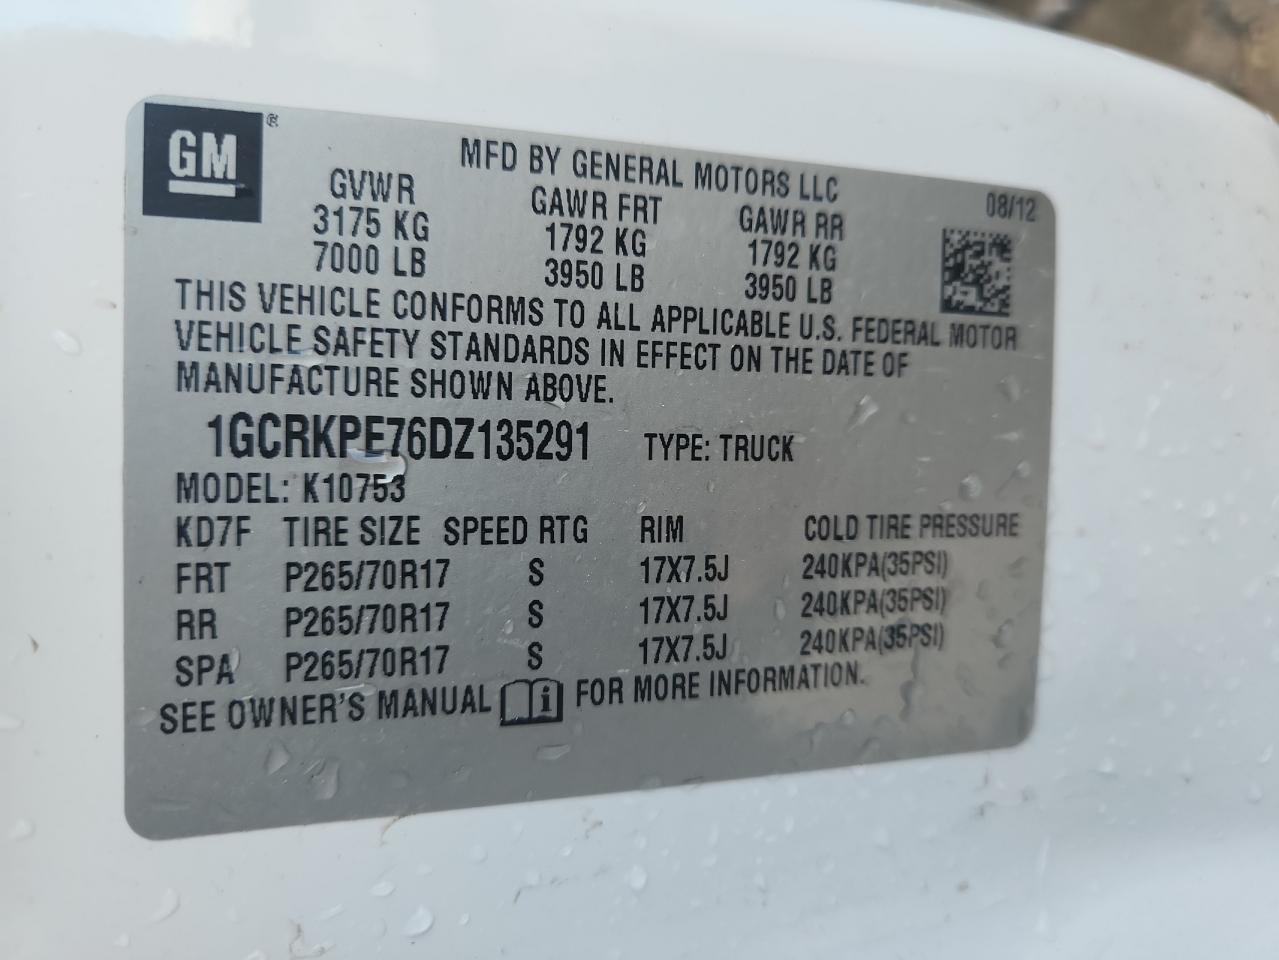 GM ®
MFD BY GENERAL MOTORS LLC
08/12
GVWR GAWR FRT GAWR RR
3175 KG 1792 KG 1792 KG
7000 LB 3950 LB 3950 LB
THIS VEHICLE CONFORMS TO ALL APPLICABLE U.S. FEDERAL MOTOR
VEHICLE SAFETY STANDARDS IN EFFECT ON THE DATE OF
MANUFACTURE SHOWN ABOVE.
1GCRKPE76DZ135291 TYPE: TRUCK
MODEL: K10753
KD7F TIRE SIZE SPEED RTG RIM COLD TIRE PRESSURE
FRT P265/70R17 S 17X7.5J 240KPA(35PSI)
RR P265/70R17 S 17X7.5J 240KPA(35PSI)
SPA P265/70R17 S 17X7.5J 240KPA(35PSI)
SEE OWNER'S MANUAL i FOR MORE INFORMATION.